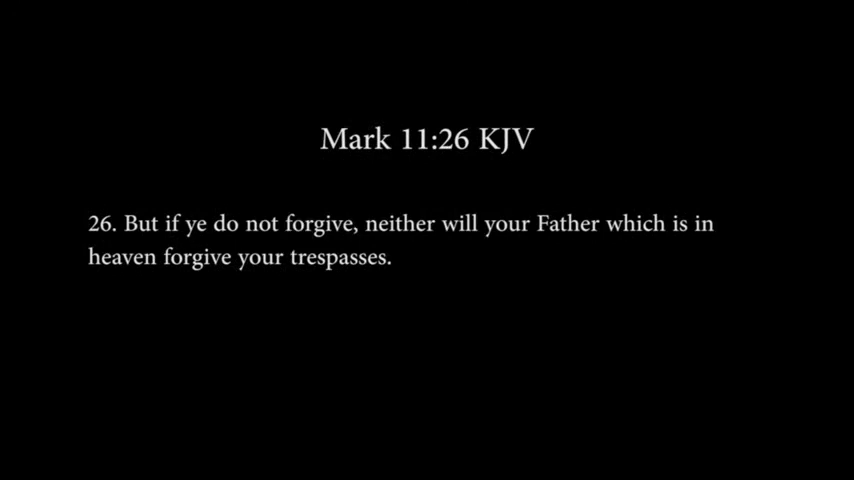 Mark 11:26 KJV
26. But if ye do not forgive, neither will your Father which is in
heaven forgive your trespasses.